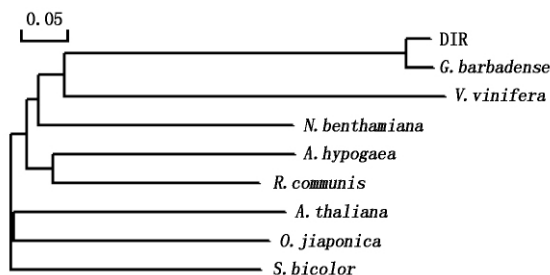 0.05
DIR
G.barbadense
V.vinifera
N.benthamiana
A.hypogaea
R.communis
A.thaliana
O.jiaponica
S.bicolor